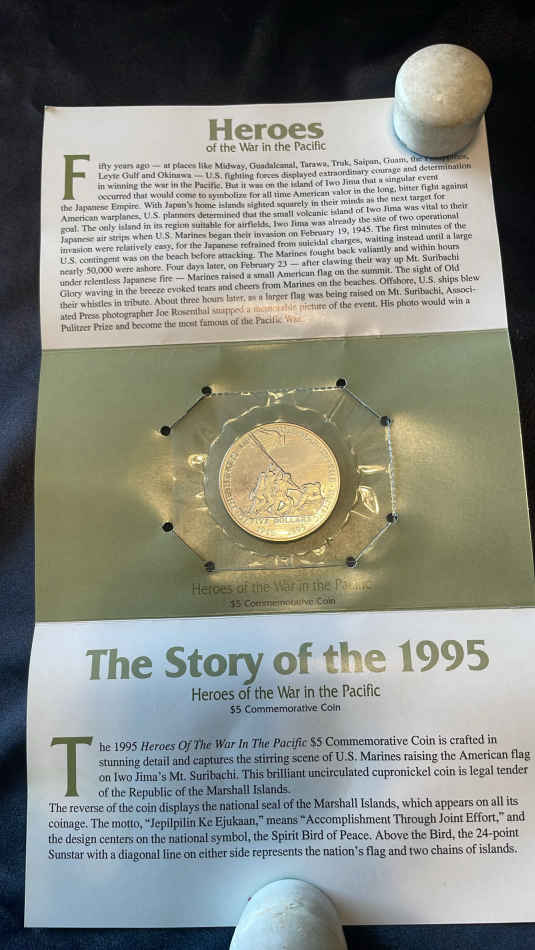 Heroes
of the War in the Pacific
Fifty years ago — at places like Midway, Guadalcanal, Tarawa, Truk, Saipan, Guam, the Philippines,
Leyte Gulf and Okinawa — U.S. fighting forces displayed extraordinary courage and determination
in winning the war in the Pacific. But it was on the island of Iwo Jima that a singular event
occurred that would come to symbolize for all time American valor in the long, bitter fight against
the Japanese Empire. With Japan's home islands sighted squarely in their minds as the next target for
American warplanes, U.S. planners determined that the small volcanic island of Iwo Jima was vital to their
goal. The only island in its region suitable for airfields, Iwo Jima was already the site of two operational
Japanese air strips when U.S. Marines began their invasion on February 19, 1945. The first minutes of the
invasion were relatively easy, for the Japanese refrained from suicidal charges, waiting instead until a large
U.S. contingent was on the beach before attacking. The Marines fought back valiantly and within hours
nearly 50,000 were ashore. Four days later, on February 23 — after clawing their way up Mt. Suribachi
under relentless Japanese fire — Marines raised a small American flag on the summit. The sight of Old
Glory waving in the breeze evoked tears and cheers from Marines on the beaches. Offshore, U.S. ships blew
their whistles in tribute. About three hours later, as a larger flag was being raised on Mt. Suribachi, Associ-
ated Press photographer Joe Rosenthal snapped a memorable picture of the event. His photo would win a
Pulitzer Prize and become the most famous of the Pacific War.
FIVE DOLLARS
Heroes of the War in the Pacific
$5 Commemorative Coin
The Story of the 1995
Heroes of the War in the Pacific
$5 Commemorative Coin
The 1995 Heroes Of The War In The Pacific $5 Commemorative Coin is crafted in
stunning detail and captures the stirring scene of U.S. Marines raising the American flag
on Iwo Jima's Mt. Suribachi. This brilliant uncirculated cupronickel coin is legal tender
of the Republic of the Marshall Islands.
The reverse of the coin displays the national seal of the Marshall Islands, which appears on all its
coinage. The motto, "Jepilpilin Ke Ejukaan," means "Accomplishment Through Joint Effort," and
the design centers on the national symbol, the Spirit Bird of Peace. Above the Bird, the 24-point
Sunstar with a diagonal line on either side represents the nation's flag and two chains of islands.